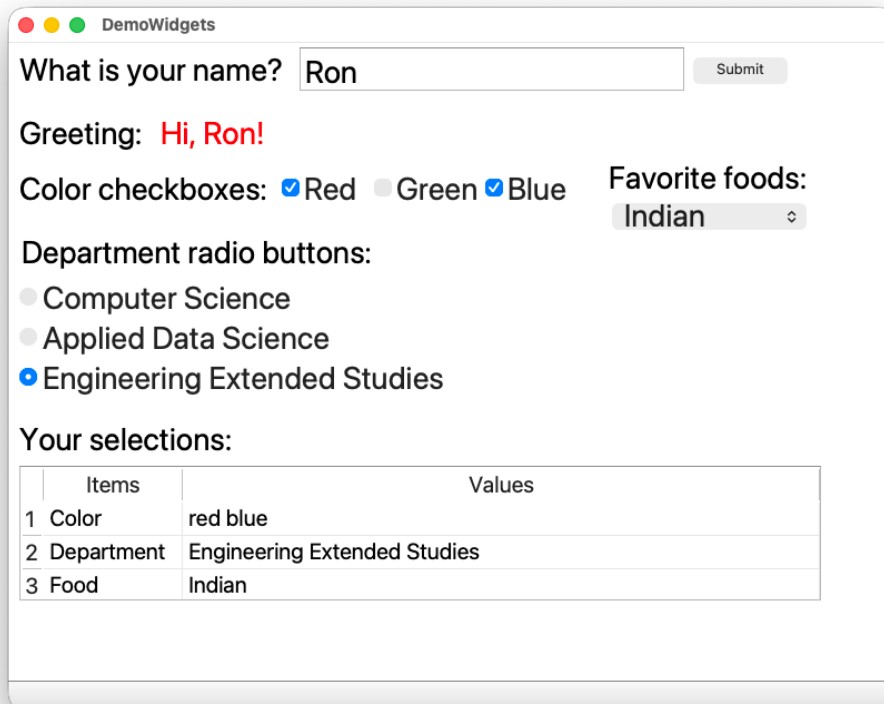 DemoWidgets
What is your name? Ron Submit
Greeting: Hi, Ron!
Color checkboxes: Red Green Blue
Favorite foods:
Indian
Department radio buttons:
Computer Science
Applied Data Science
Engineering Extended Studies
Your selections:
Items Values
1 Color red blue
2 Department Engineering Extended Studies
3 Food Indian